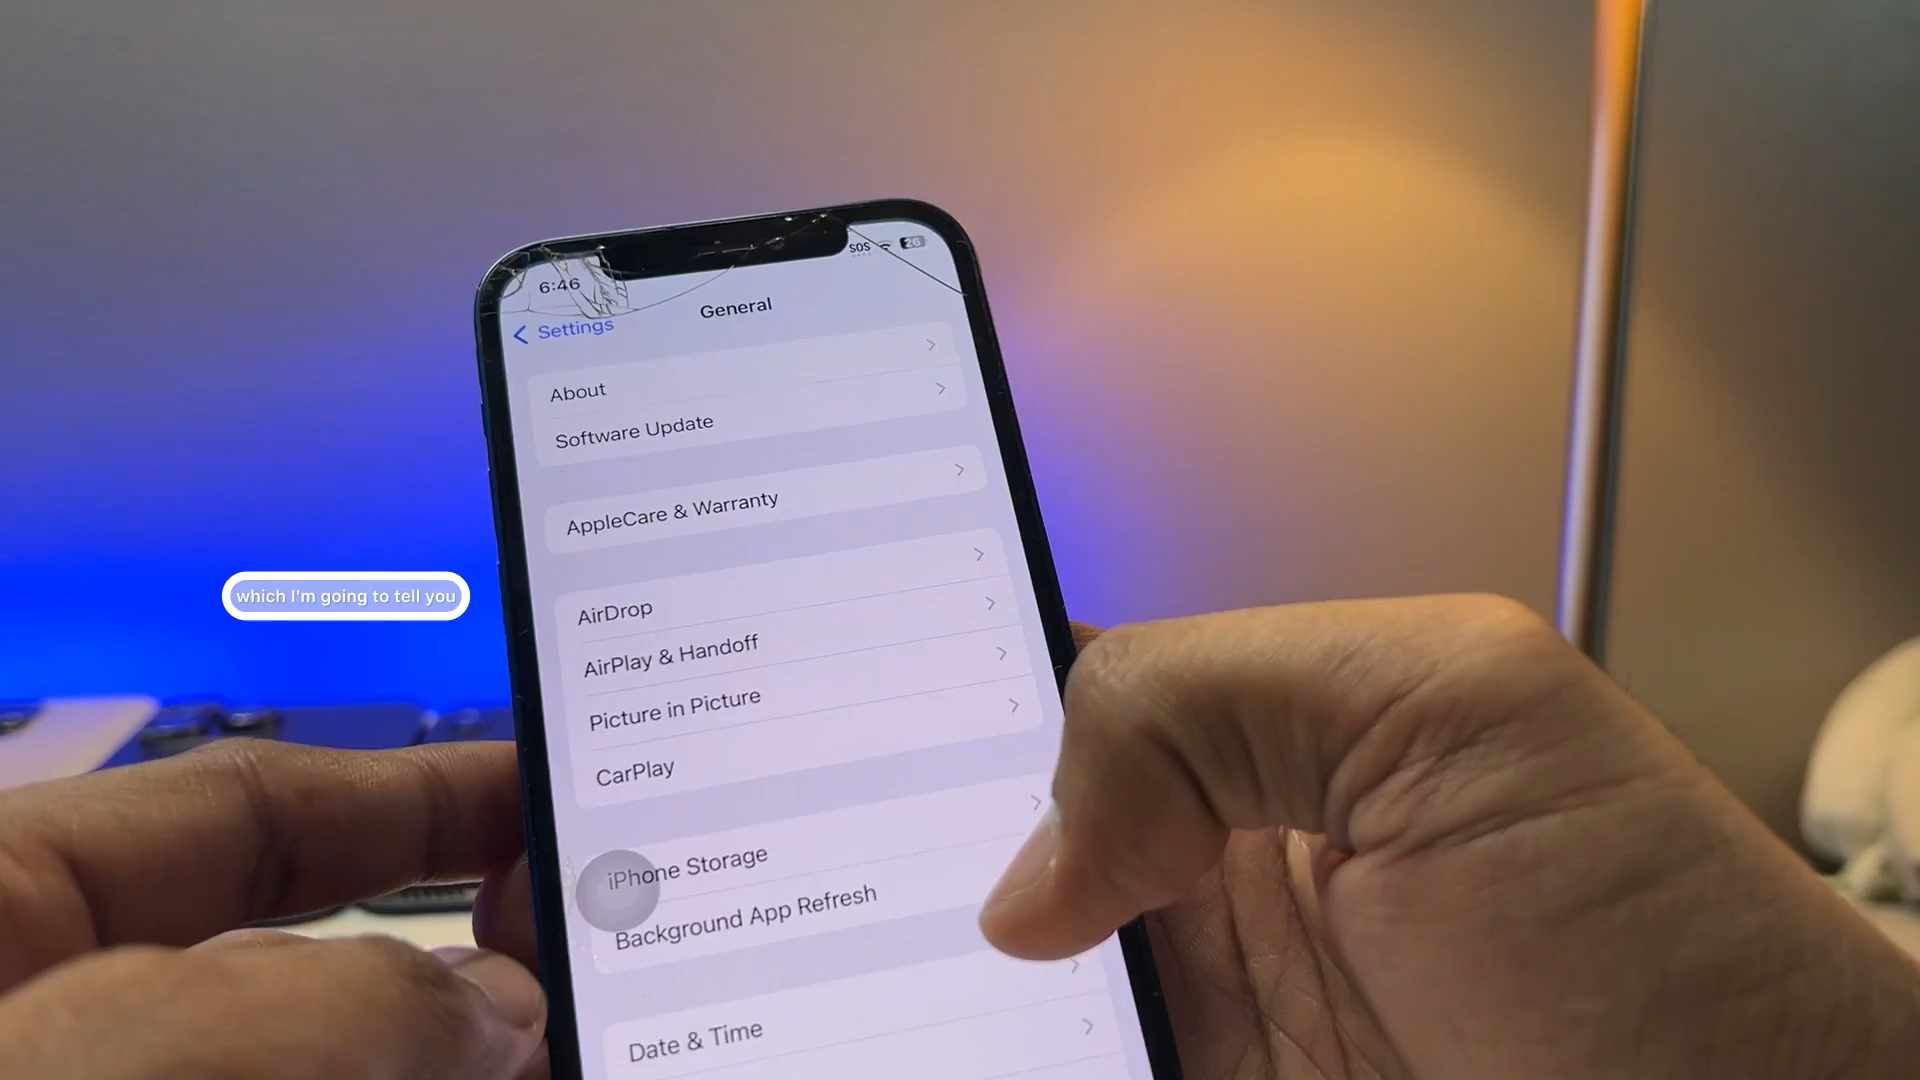 SOS 26
6:46
General
Settings
About
Software Update
AppleCare & Warranty
AirDrop
AirPlay & Handoff
which I'm going to tell you
Picture in Picture
CarPlay
iPhone Storage
Background App Refresh
Date & Time